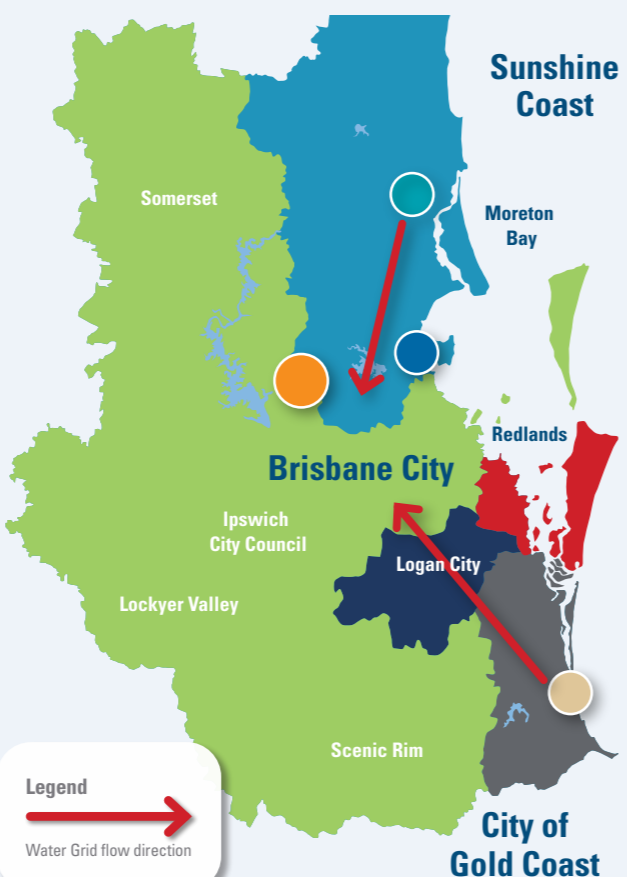 Sunshine
Coast
Somerset
Moreton
Bay
Redlands
Brisbane City
Ipswich
City Council
Logan City
Lockyer Valley
Scenic Rim
Legend
Water Grid flow direction
City of
Gold Coast